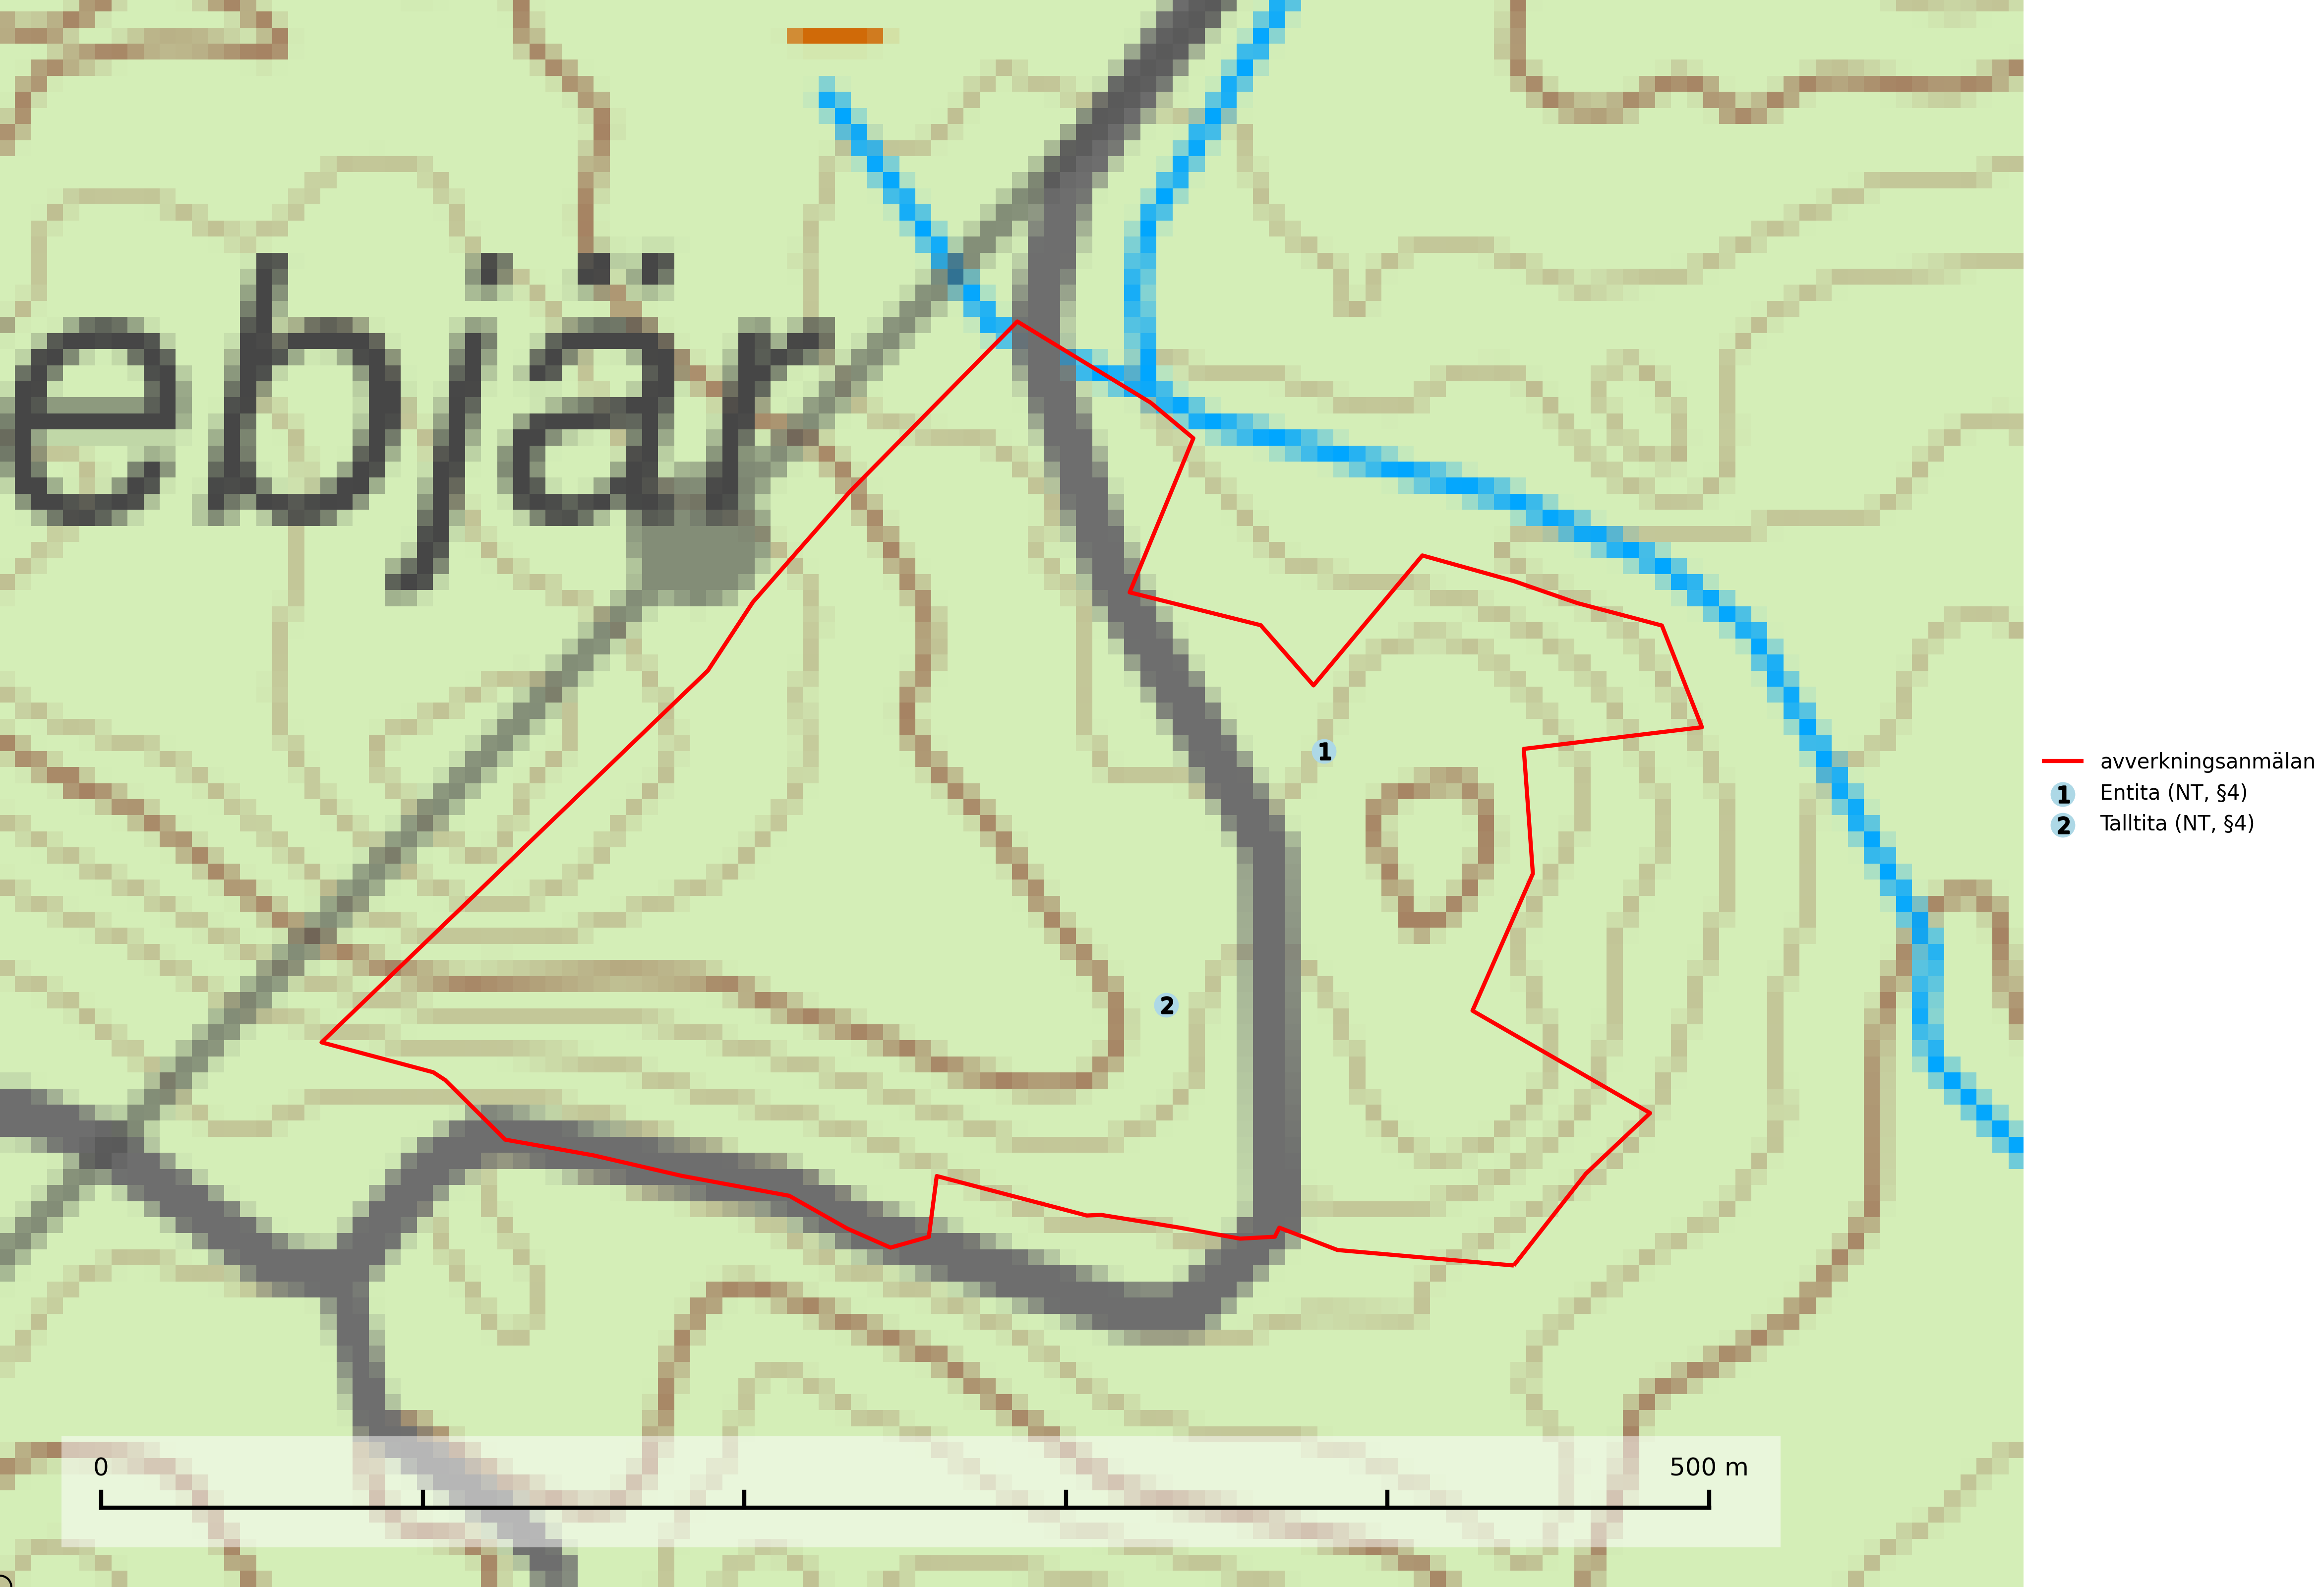 ebjär
1
2
avverkningsanmälan
1 Entita (NT, §4)
2 Talltita (NT, §4)
0 500 m